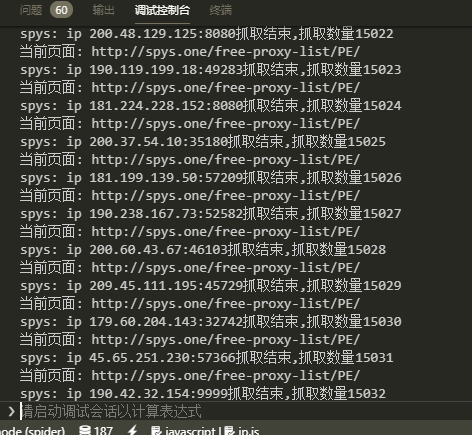 问题 60 输出 调试控制台 终端
spys: ip 200.48.129.125:8080抓取结束,抓取数量15022
当前页面: http://spys.one/free-proxy-list/PE/
spys: ip 190.119.199.18:49283抓取结束,抓取数量15023
当前页面: http://spys.one/free-proxy-list/PE/
spys: ip 181.224.228.152:8080抓取结束,抓取数量15024
当前页面: http://spys.one/free-proxy-list/PE/
spys: ip 200.37.54.10:35180抓取结束,抓取数量15025
当前页面: http://spys.one/free-proxy-list/PE/
spys: ip 181.199.139.50:57209抓取结束,抓取数量15026
当前页面: http://spys.one/free-proxy-list/PE/
spys: ip 190.238.167.73:52582抓取结束,抓取数量15027
当前页面: http://spys.one/free-proxy-list/PE/
spys: ip 200.60.43.67:46103抓取结束,抓取数量15028
当前页面: http://spys.one/free-proxy-list/PE/
spys: ip 209.45.111.195:45729抓取结束,抓取数量15029
当前页面: http://spys.one/free-proxy-list/PE/
spys: ip 179.60.204.143:32742抓取结束,抓取数量15030
当前页面: http://spys.one/free-proxy-list/PE/
spys: ip 45.65.251.230:57366抓取结束,抓取数量15031
当前页面: http://spys.one/free-proxy-list/PE/
spys: ip 190.42.32.154:9999抓取结束,抓取数量15032
请启动调试会话以计算表达式
node (spider) 187 javascript | ip.js